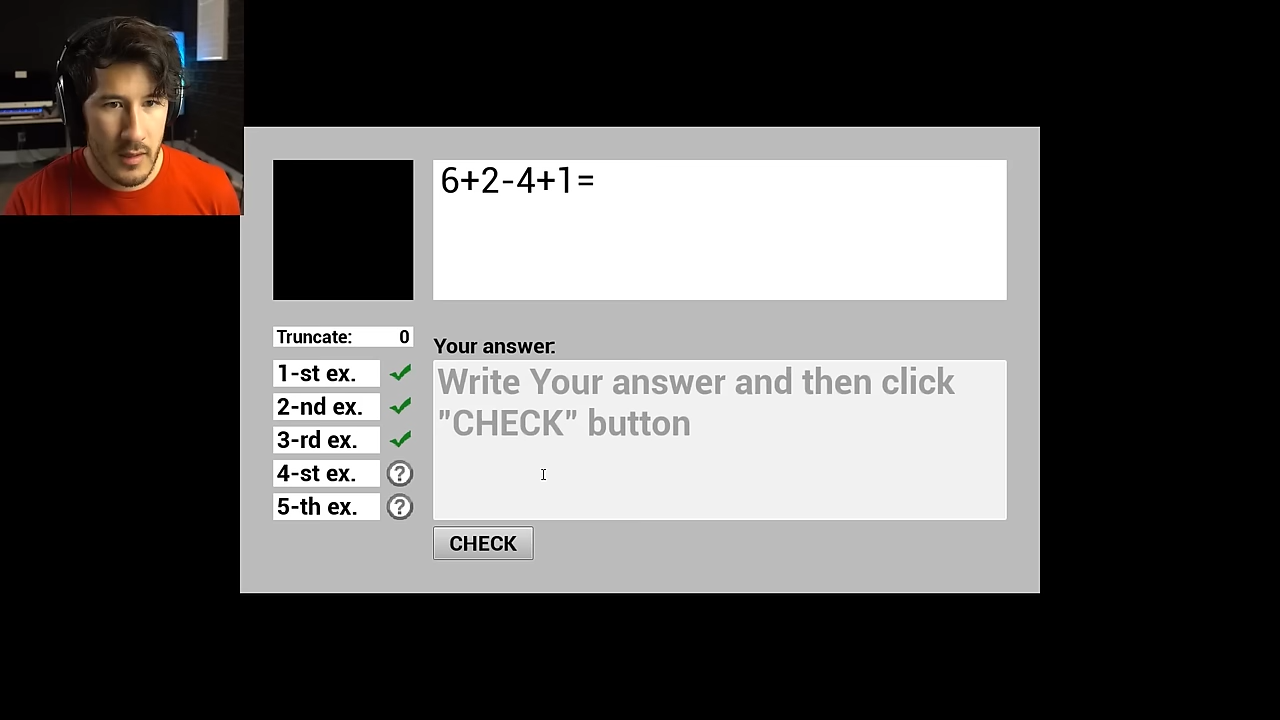 6+2-4+1=
Truncate: 0
Your answer:
1-st ex.
2-nd ex.
3-rd ex.
4-st ex.
5-th ex.
Write Your answer and then click
"CHECK" button
CHECK